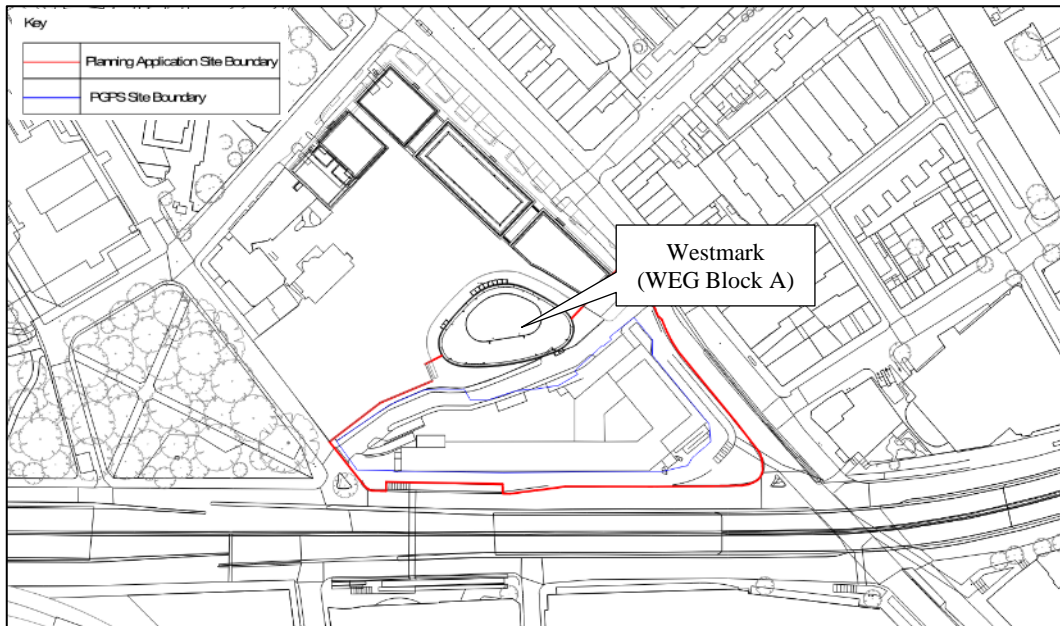 Key
Planning Application Site Boundary
PGPS Site Boundary
Westmark
(WEG Block A)